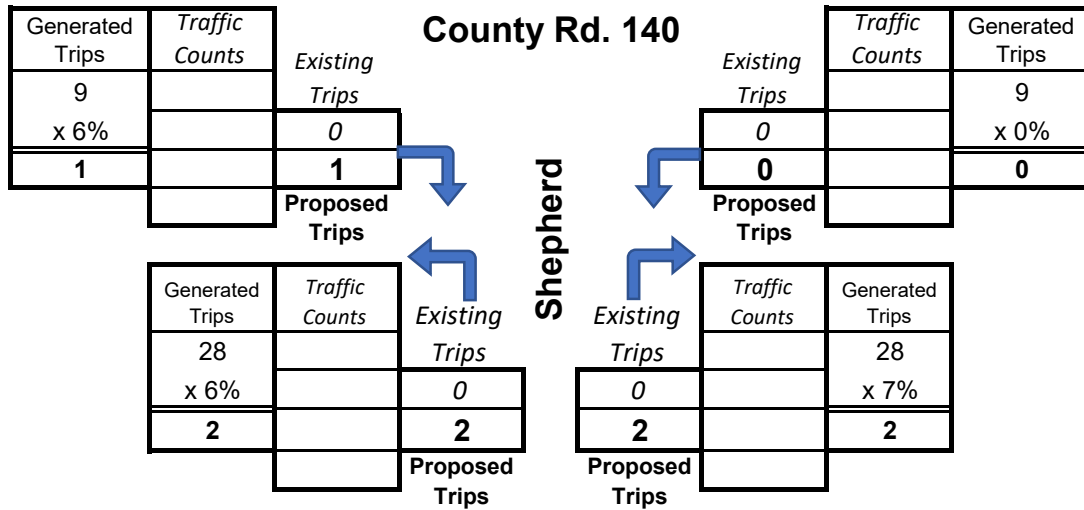 County Rd. 140
Generated
Trips
Traffic
Counts
Existing
Trips
9
x 6%
0
1
1
Proposed
Trips
Existing
Trips
Traffic
Counts
Generated
Trips
9
0
x 0%
0
0
Proposed
Trips
Shepherd
Generated
Trips
Traffic
Counts
Existing
Trips
28
x 6%
0
2
2
Proposed
Trips
Existing
Trips
Traffic
Counts
Generated
Trips
28
0
x 7%
2
2
Proposed
Trips